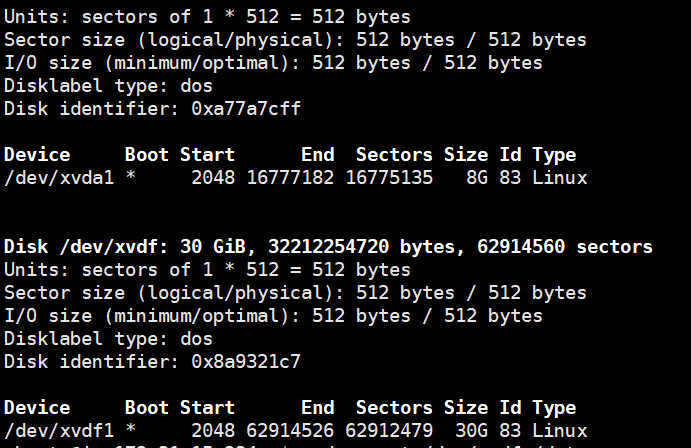 Units: sectors of 1 * 512 = 512 bytes
Sector size (logical/physical): 512 bytes / 512 bytes
I/O size (minimum/optimal): 512 bytes / 512 bytes
Disklabel type: dos
Disk identifier: 0xa77a7cff
Device Boot Start End Sectors Size Id Type
/dev/xvda1 * 2048 16777182 16775135 8G 83 Linux
Disk /dev/xvdf: 30 GiB, 32212254720 bytes, 62914560 sectors
Units: sectors of 1 * 512 = 512 bytes
Sector size (logical/physical): 512 bytes / 512 bytes
I/O size (minimum/optimal): 512 bytes / 512 bytes
Disklabel type: dos
Disk identifier: 0x8a9321c7
Device Boot Start End Sectors Size Id Type
/dev/xvdf1 * 2048 62914526 62912479 30G 83 Linux